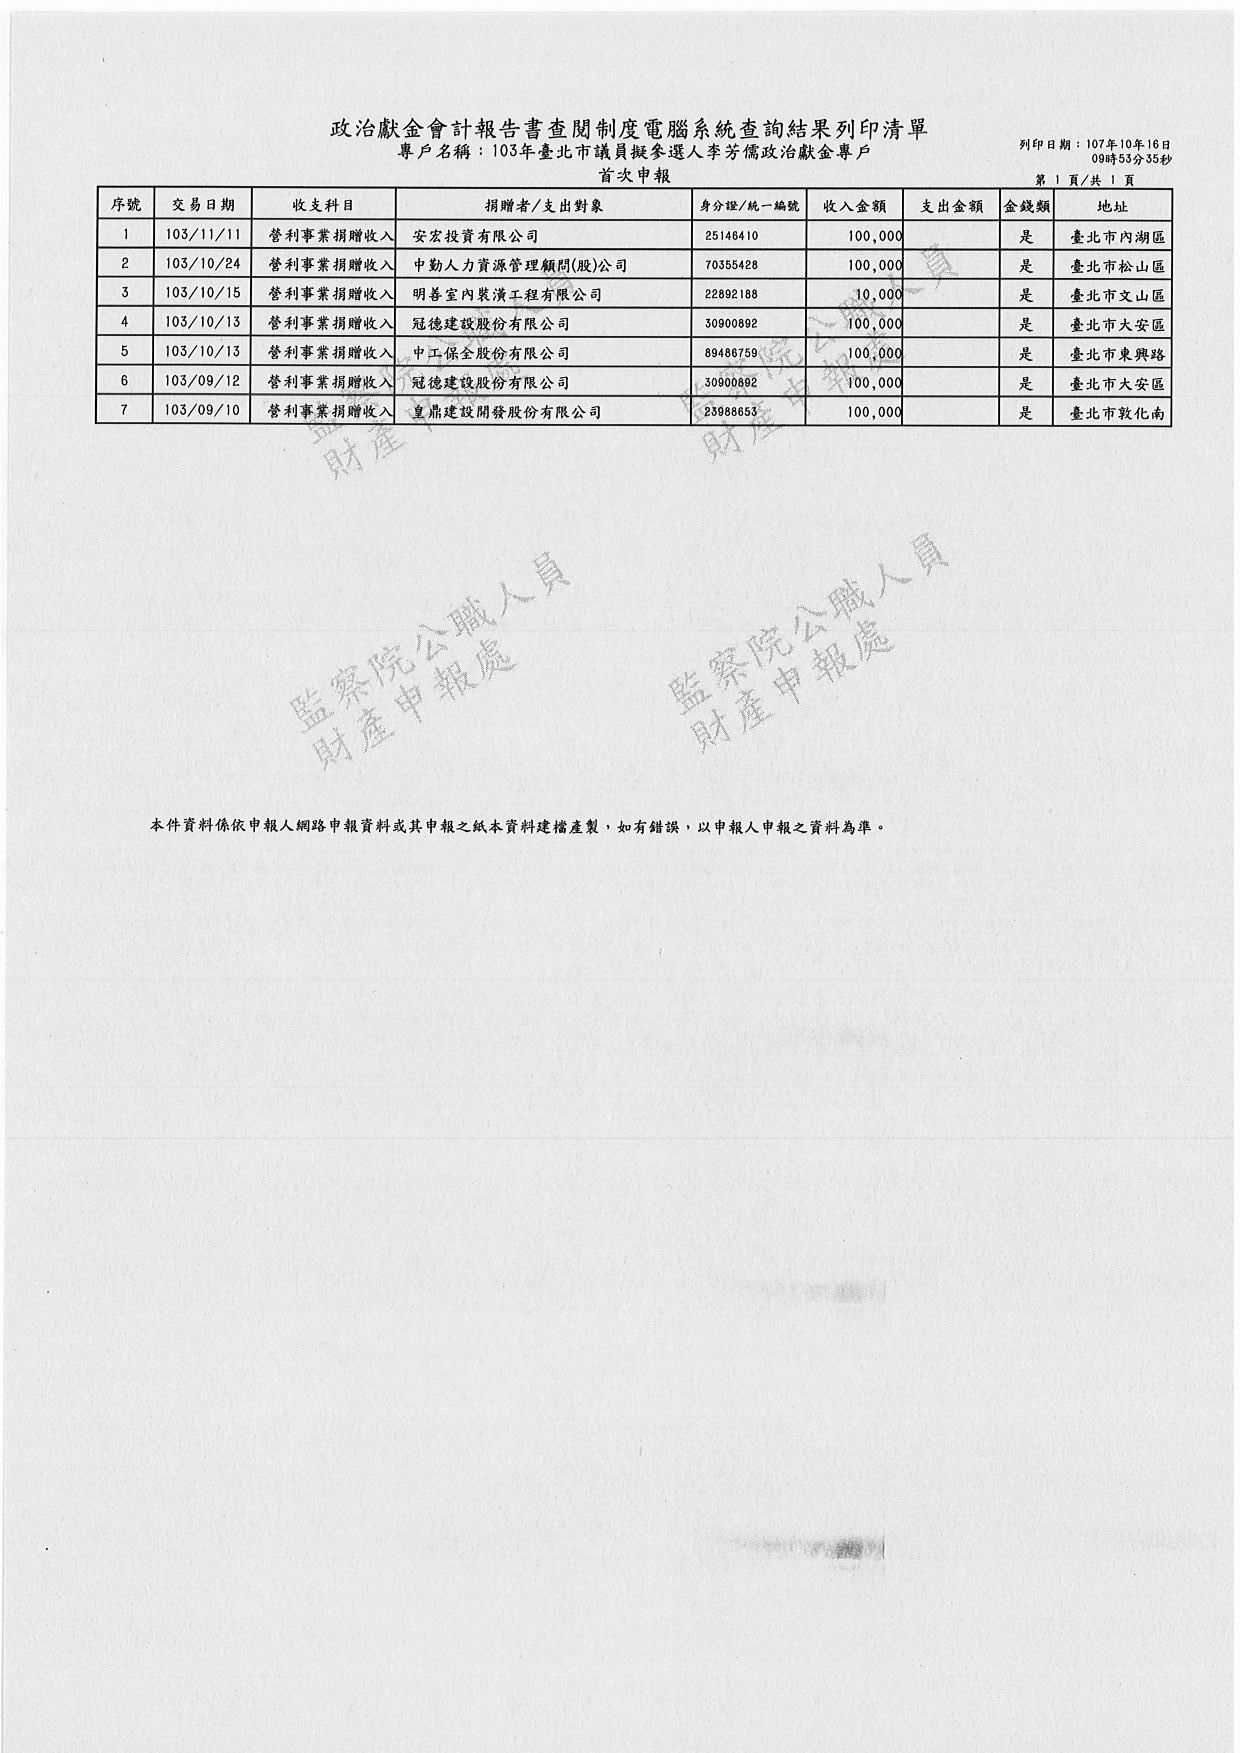 政治獻金會計報告書查閱制度電腦系統查詢結果列印清單
專戶名稱：103年臺北市議員擬參選人李芳儒政治獻金專戶
列印日期：107年10月16日
09時53分35秒
首次申報
第 1 頁/共 1 頁
序號 交易日期 收支科目 捐贈者/支出對象 身分證/統一編號 收入金額 支出金額 金錢類 地址
1 103/11/11 營利事業捐贈收入 安宏投資有限公司 25146410 100,000 是 臺北市內湖區
2 103/10/24 營利事業捐贈收入 中勤人力資源管理顧問(股)公司 70355428 100,000 是 臺北市松山區
3 103/10/15 營利事業捐贈收入 明善室內裝潢工程有限公司 22892188 10,000 是 臺北市文山區
4 103/10/13 營利事業捐贈收入 冠德建設股份有限公司 30900892 100,000 是 臺北市大安區
5 103/10/13 營利事業捐贈收入 中工保全股份有限公司 89486759 100,000 是 臺北市東興路
6 103/09/12 營利事業捐贈收入 冠德建設股份有限公司 30900892 100,000 是 臺北市大安區
7 103/09/10 營利事業捐贈收入 皇鼎建設開發股份有限公司 23988653 100,000 是 臺北市敦化南
監察院公職人員
財產申報處
監察院公職人員
財產申報處
監察院公職人員
財產申報處
監察院公職人員
財產申報處
本件資料係依申報人網路申報資料或其申報之紙本資料建檔產製，如有錯誤，以申報人申報之資料為準。